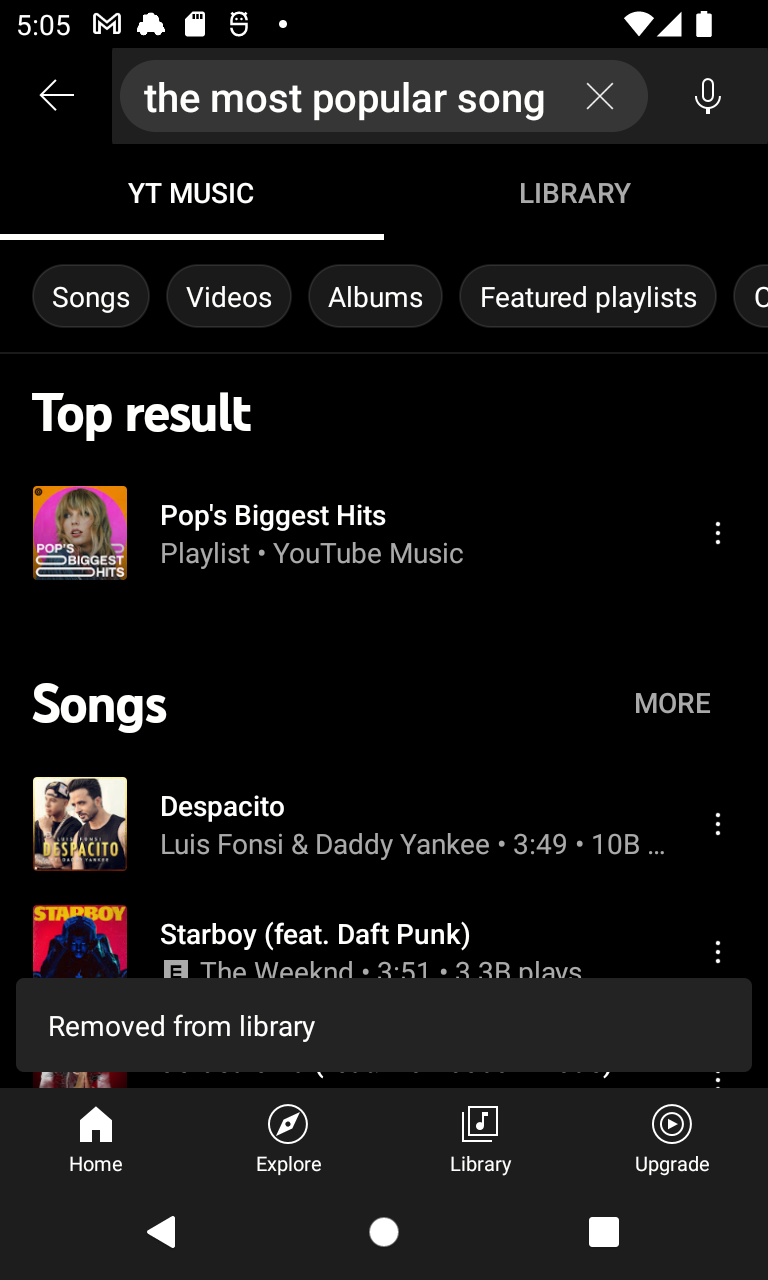 5:05
the most popular song
YT MUSIC
LIBRARY
Songs
Videos
Albums
Featured playlists
Top result
POP'S
BIGGEST
HITS
Pop's Biggest Hits
Playlist • YouTube Music
Songs
MORE
DESPACITO
Despacito
Luis Fonsi & Daddy Yankee • 3:49 • 10B ...
STARBOY
Starboy (feat. Daft Punk)
E The Weeknd • 3:51 • 3.3B plays
Removed from library
Home
Explore
Library
Upgrade